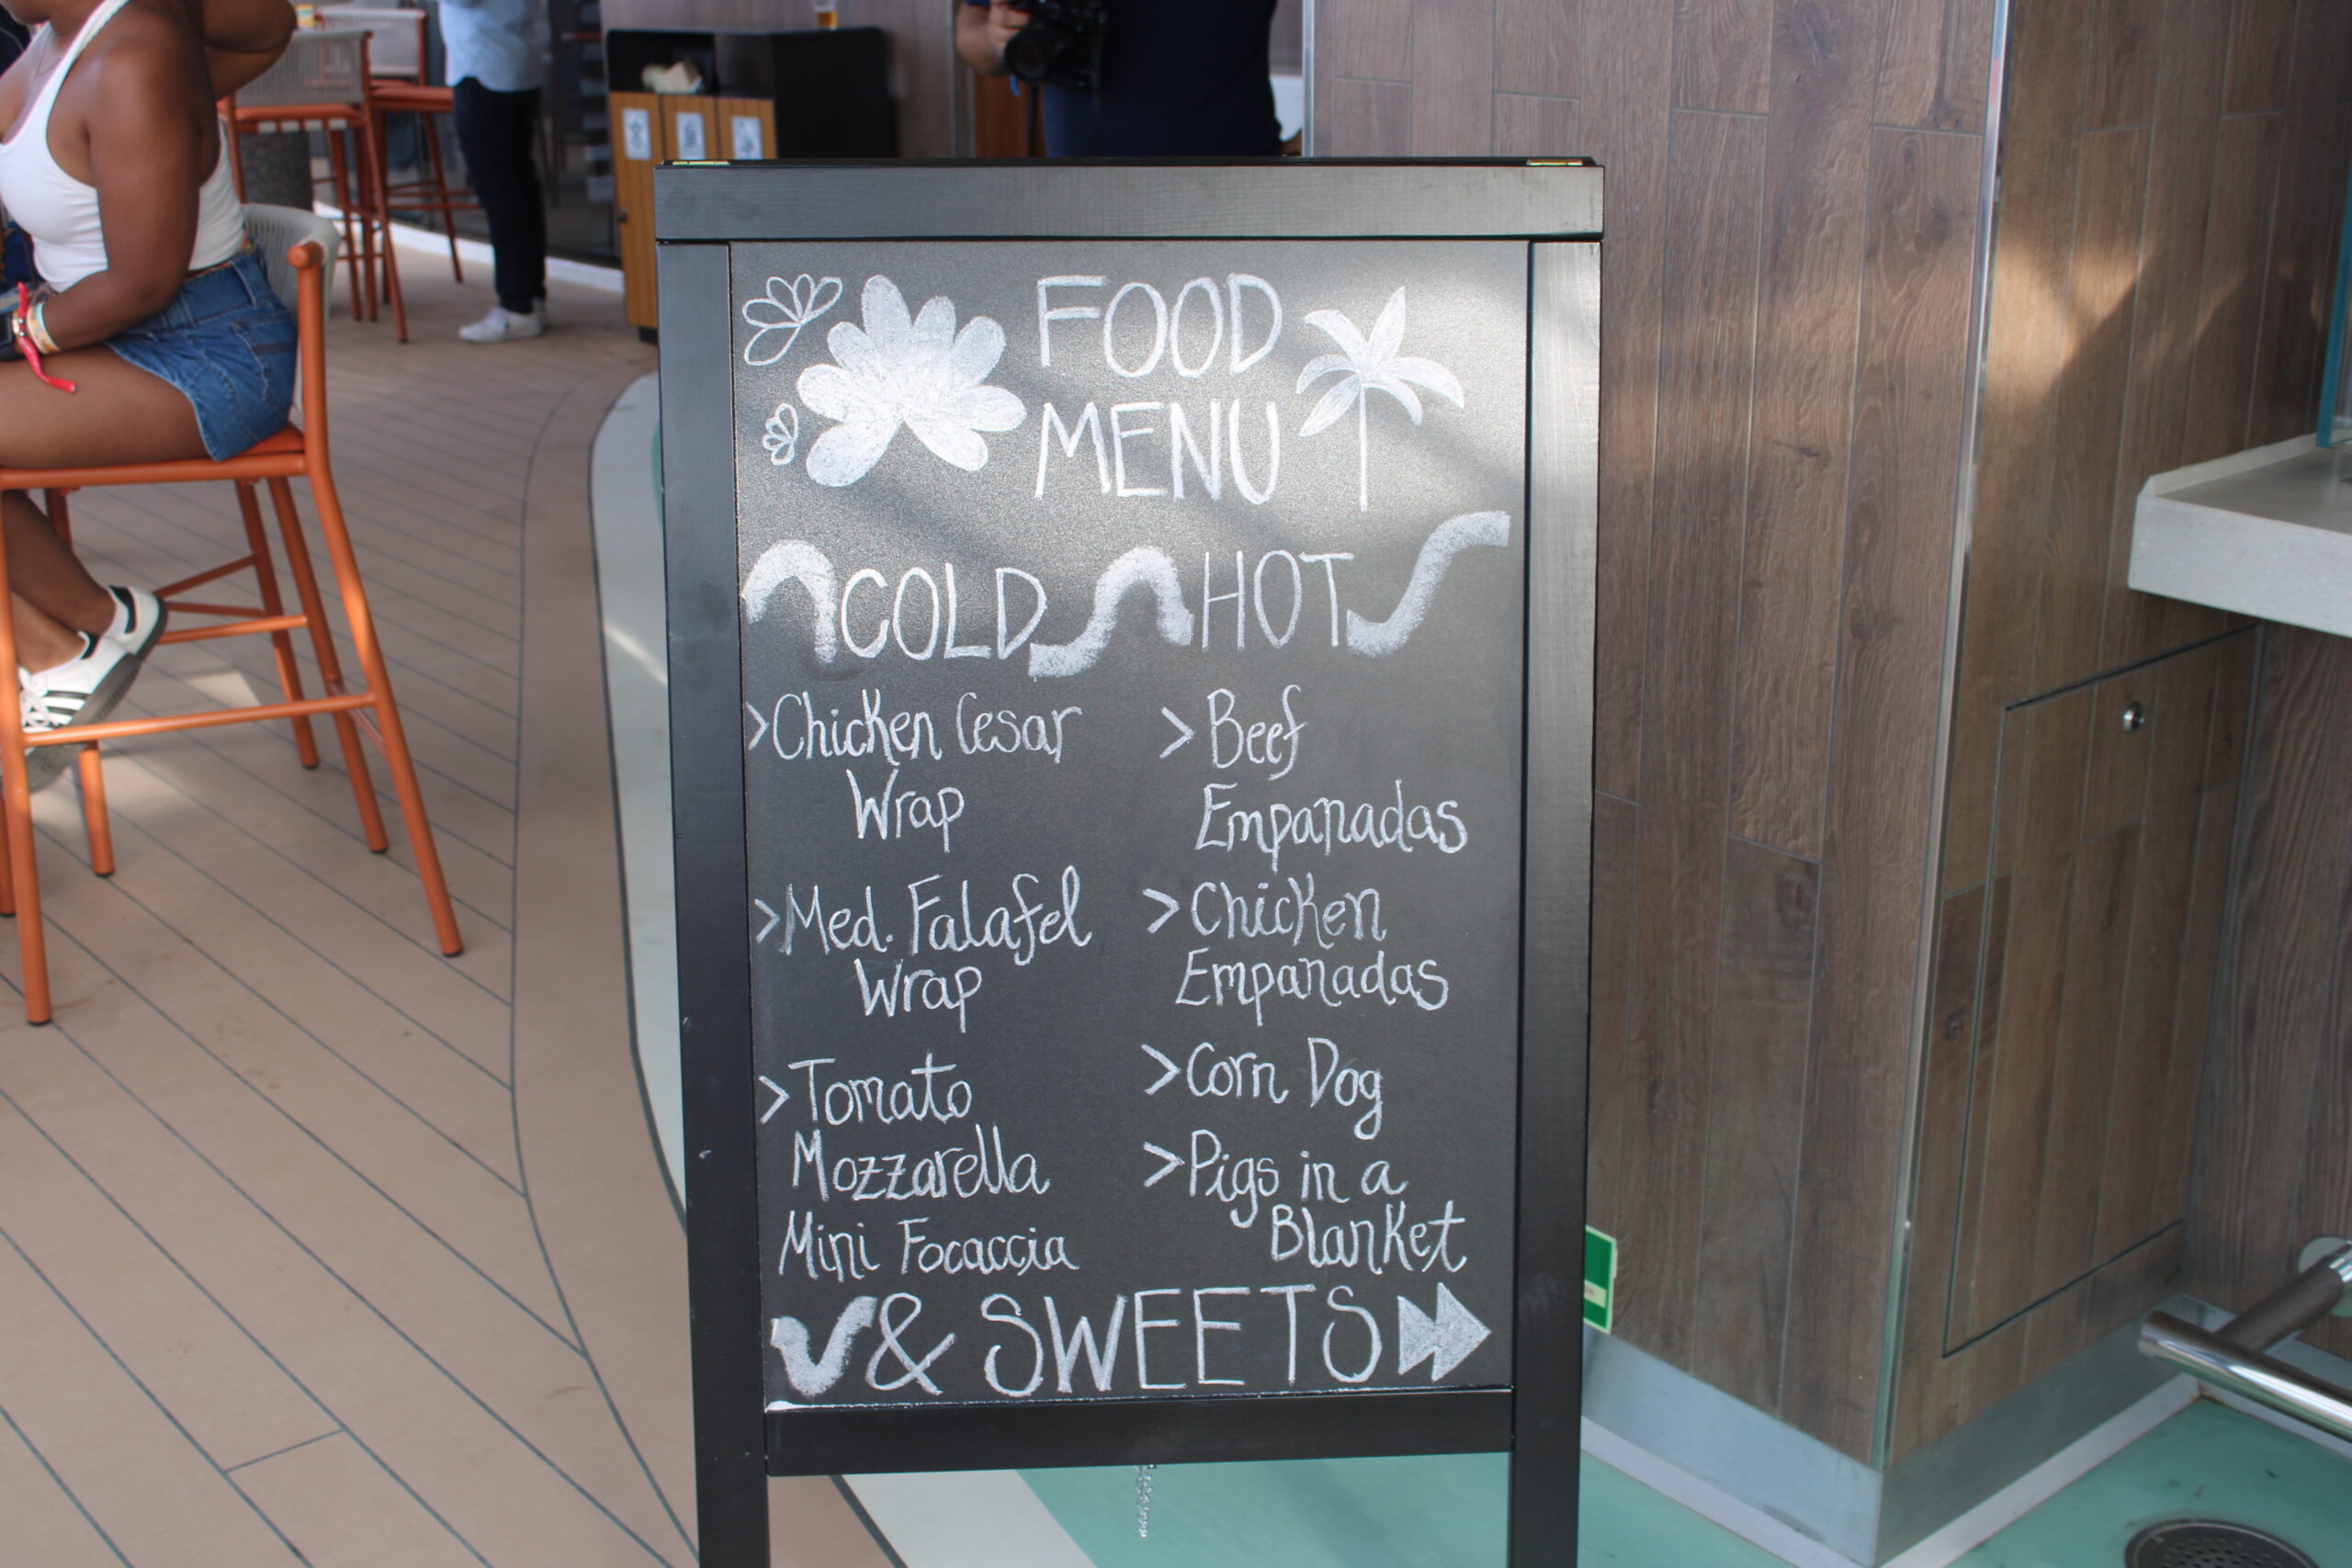 FOOD
MENU
COLD
>Chicken Cesar
Wrap
>Med. Falafel
Wrap
>Tomato
Mozzarella
Mini Focaccia
HOT
>Beef
Empanadas
>Chicken
Empanadas
>Corn Dog
>Pigs in a
Blanket
& SWEETS